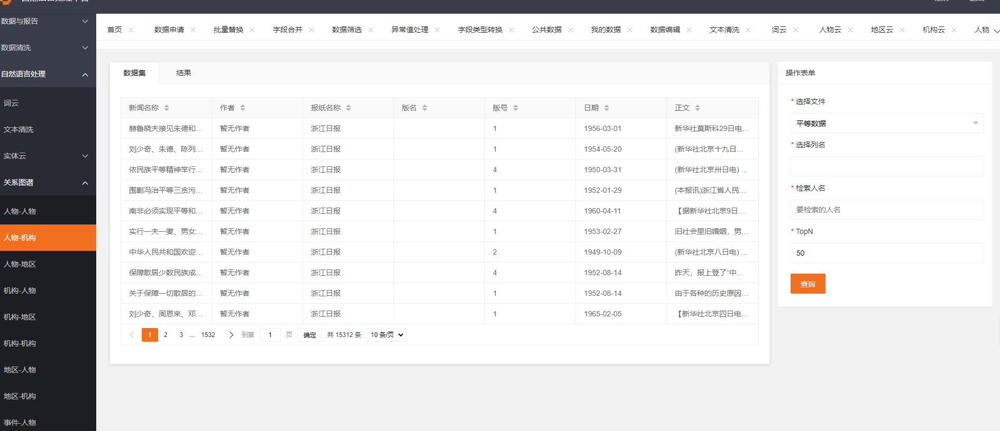 自然语言处理平台
数据与报告
数据清洗
自然语言处理
词云
文本清洗
实体云
关系图谱
人物-人物
人物-机构
人物-地区
机构-人物
机构-地区
机构-机构
地区-人物
地区-机构
事件-人物
首页 数据申请 批量替换 字段合并 数据筛选 异常值处理 字段类型转换 公共数据 我的数据 数据编辑 文本清洗 词云 人物云 地区云 机构云 人物
数据集 结果
新闻名称 作者 报纸名称 版名 版号 日期 正文
赫鲁晓夫接见朱德和... 暂无作者 浙江日报 1 1956-03-01 新华社莫斯科29日电...
刘少奇、朱德、陈列... 暂无作者 浙江日报 1 1954-05-20 (新华社北京十九日...
依民族平等精神举行... 暂无作者 浙江日报 4 1950-03-31 (新华社北京卅日电) ...
围剿冯治平等三贪污... 暂无作者 浙江日报 1 1952-01-29 (本报讯)浙江省人民...
南非必须实现平等和... 暂无作者 浙江日报 4 1960-04-11 【据新华社北京9日...
实行一夫一妻、男女... 暂无作者 浙江日报 1 1953-02-27 旧社会里旧婚姻，男...
中华人民共和国欢迎... 暂无作者 浙江日报 2 1949-10-09 (新华社北京八日电) ...
保障散居少数民族成... 暂无作者 浙江日报 4 1952-08-14 昨天，报上登了“中...
关于保障一切散居的... 暂无作者 浙江日报 1 1952-08-14 由于各种的历史原因...
刘少奇、周恩来、邓... 暂无作者 浙江日报 1 1965-02-05 【新华社北京四日电...
1 2 3 ... 1532 到第 1 页 确定 共 15312 条 10 条/页
操作表单
* 选择文件
平等数据
* 选择列名
* 检索人名
要检索的人名
* TopN
50
查询